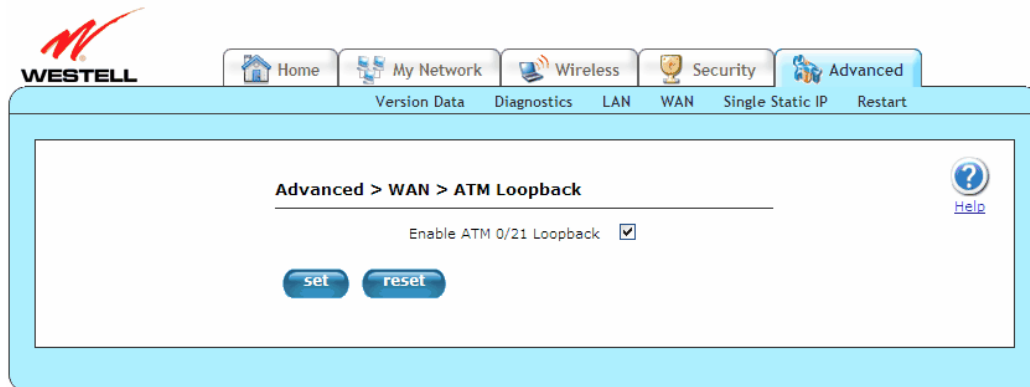 WESTELL
Home
My Network
Wireless
Security
Advanced
Version Data
Diagnostics
LAN
WAN
Single Static IP
Restart
Advanced > WAN > ATM Loopback
Help
Enable ATM 0/21 Loopback
set
reset